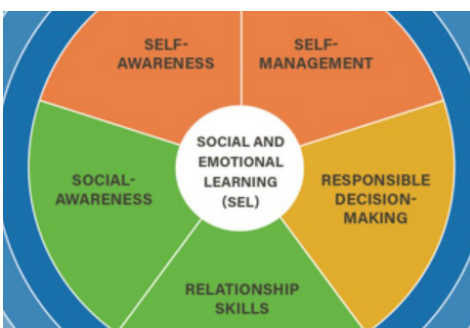 SELF-
AWARENESS
SELF-
MANAGEMENT
SOCIAL AND
EMOTIONAL
LEARNING
(SEL)
SOCIAL-
AWARENESS
RESPONSIBLE
DECISION-
MAKING
RELATIONSHIP
SKILLS